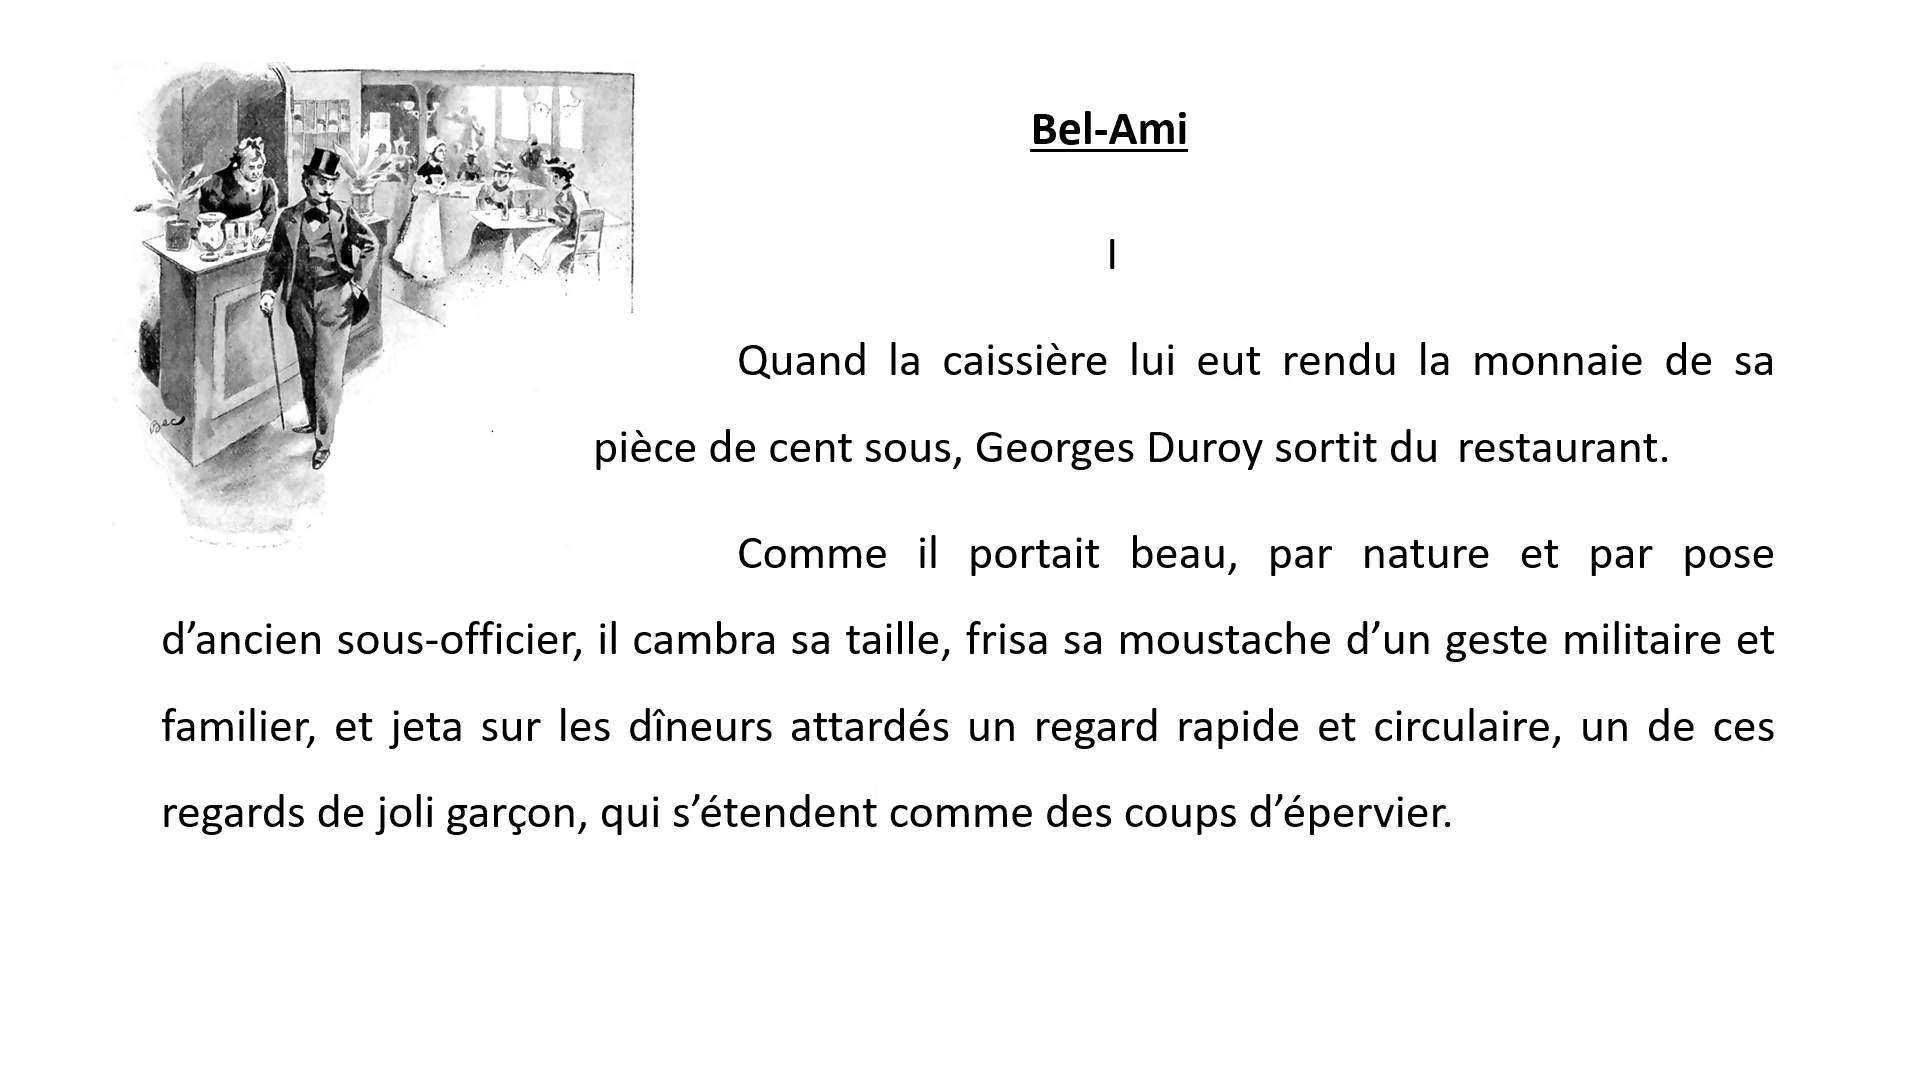 Bel-Ami
I
Quand la caissière lui eut rendu la monnaie de sa
pièce de cent sous, Georges Duroy sortit du restaurant.
Comme il portait beau, par nature et par pose
d’ancien sous-officier, il cambra sa taille, frisa sa moustache d’un geste militaire et
familier, et jeta sur les dîneurs attardés un regard rapide et circulaire, un de ces
regards de joli garçon, qui s’étendent comme des coups d’épervier.